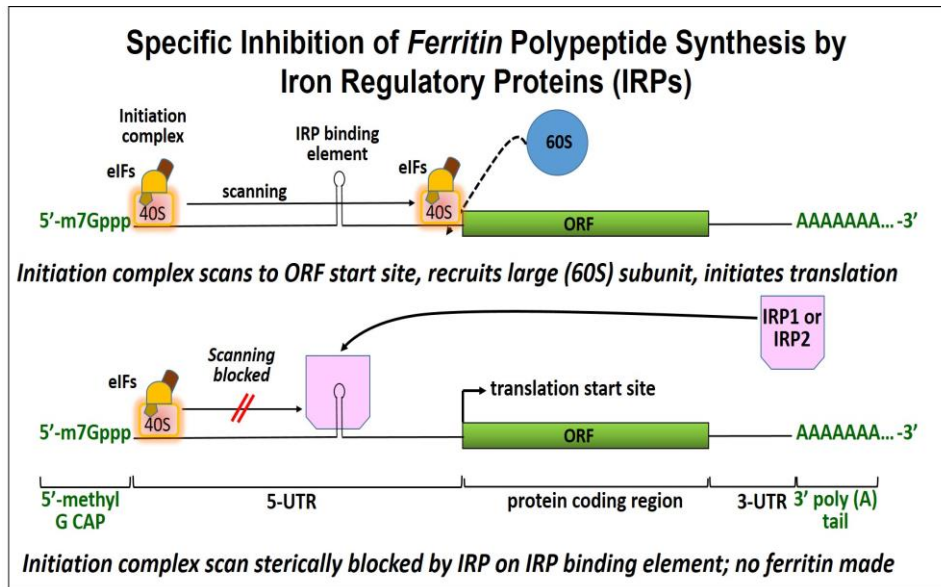 Specific Inhibition of Ferritin Polypeptide Synthesis by
Iron Regulatory Proteins (IRPs)
Initiation
complex
IRP binding
element
60S
eIFs
eIFs
scanning
40S
40S
5’-m7Gppp
ORF
AAAAAAA... -3’
Initiation complex scans to ORF start site, recruits large (60S) subunit, initiates translation
IRP1 or
IRP2
Scanning
blocked
eIFs
translation start site
40S
5’-m7Gppp
ORF
AAAAAAA... -3’
5’-methyl
G CAP
5-UTR
protein coding region
3-UTR
3’ poly (A)
tail
Initiation complex scan sterically blocked by IRP on IRP binding element; no ferritin made